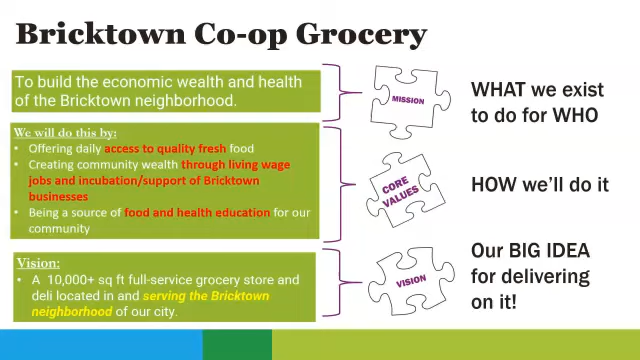 Bricktown Co-op Grocery
To build the economic wealth and health
of the Bricktown neighborhood.
MISSION
WHAT we exist
to do for WHO
We will do this by:
• Offering daily access to quality fresh food
• Creating community wealth through living wage
jobs and incubation/support of Bricktown
businesses
• Being a source of food and health education for our
community
CORE
VALUES
HOW we'll do it
Vision:
• A 10,000+ sq ft full-service grocery store and
deli located in and serving the Bricktown
neighborhood of our city.
VISION
Our BIG IDEA
for delivering
on it!